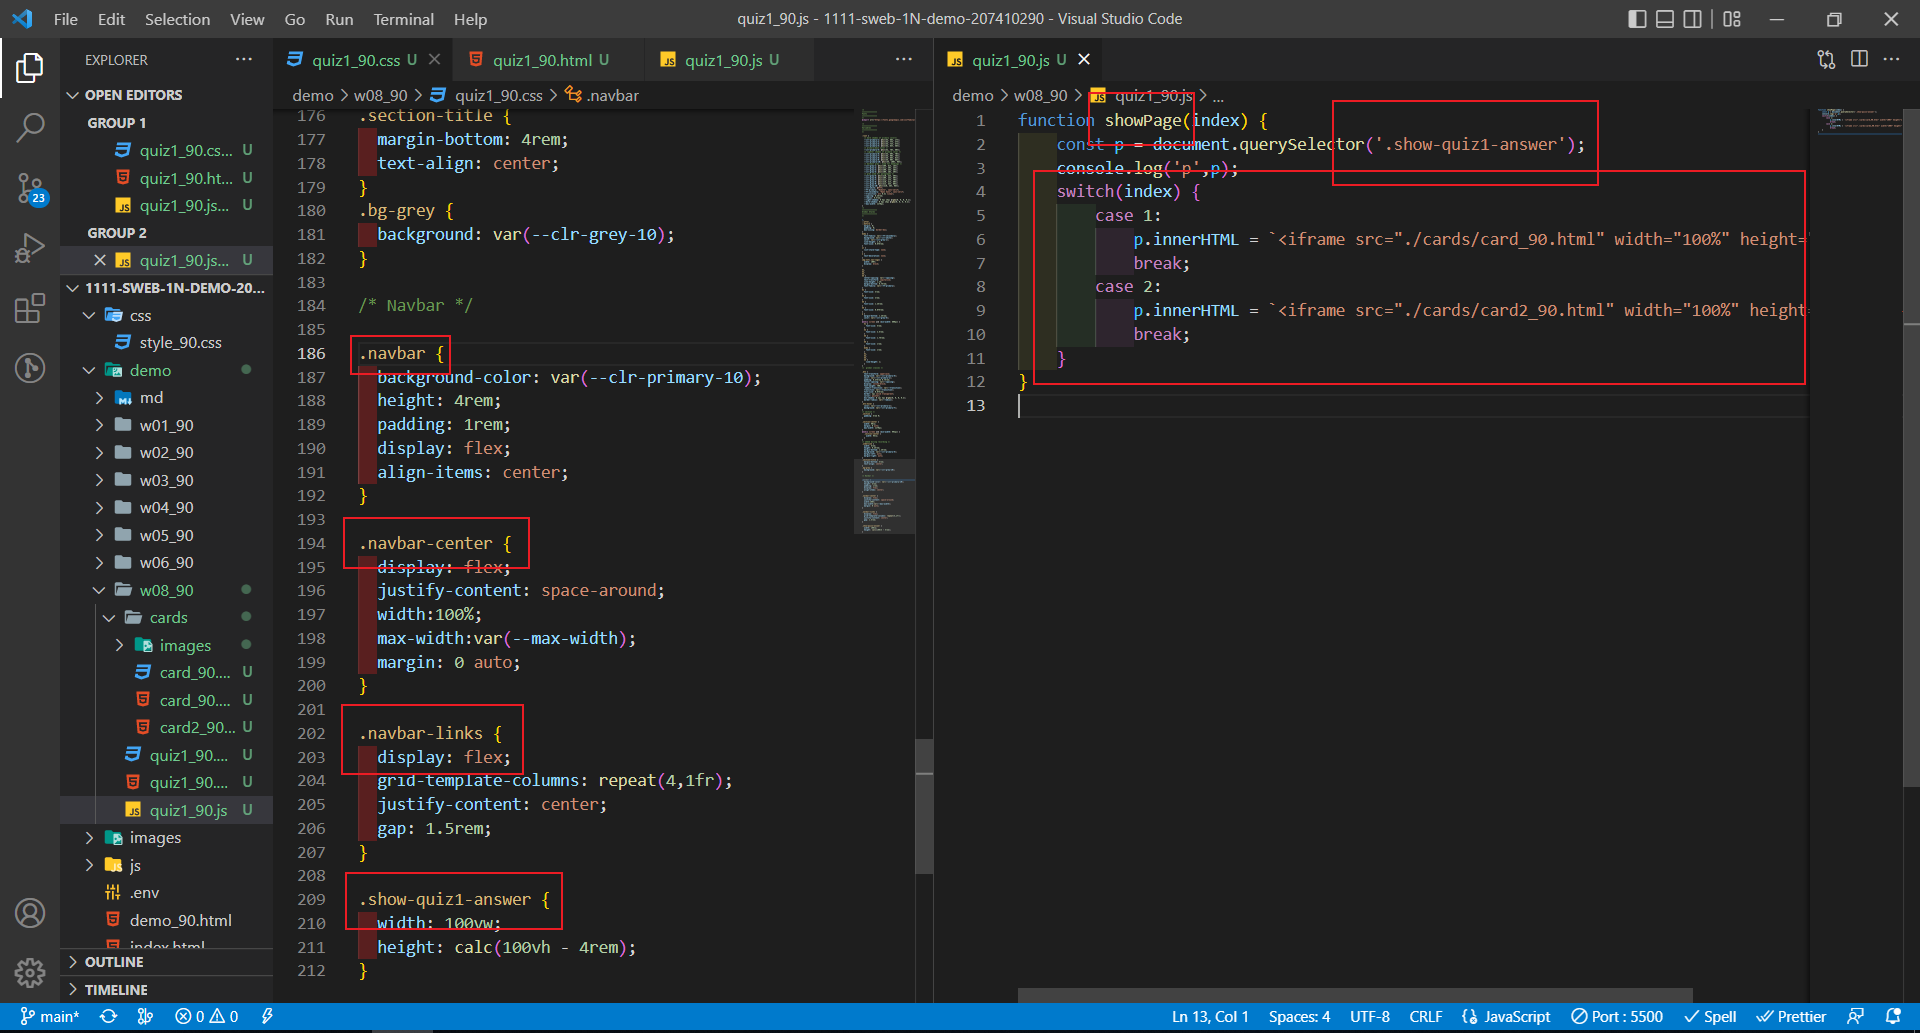 File Edit Selection View Go Run Terminal Help
quiz1_90.js - 1111-sweb-1N-demo-207410290 - Visual Studio Code
EXPLORER ···
OPEN EDITORS
GROUP 1
quiz1_90.cs... U
quiz1_90.ht... U
quiz1_90.js... U
GROUP 2
quiz1_90.js... U
1111-SWEB-1N-DEMO-20...
css
style_90.css
demo
md
w01_90
w02_90
w03_90
w04_90
w05_90
w06_90
w08_90
cards
images
card_90.... U
card_90.... U
card2_90... U
quiz1_90.... U
quiz1_90.... U
quiz1_90.js U
images
js
.env
demo_90.html
index.html
OUTLINE
TIMELINE
23
quiz1_90.css U
quiz1_90.html U
quiz1_90.js U
demo > w08_90 > quiz1_90.css > .navbar
176 .section-title {
177 margin-bottom: 4rem;
178 text-align: center;
179 }
180 .bg-grey {
181 background: var(--clr-grey-10);
182 }
183
184 /* Navbar */
185
186 .navbar {
187 background-color: var(--clr-primary-10);
188 height: 4rem;
189 padding: 1rem;
190 display: flex;
191 align-items: center;
192 }
193
194 .navbar-center {
195 display: flex;
196 justify-content: space-around;
197 width:100%;
198 max-width:var(--max-width);
199 margin: 0 auto;
200 }
201
202 .navbar-links {
203 display: flex;
204 grid-template-columns: repeat(4,1fr);
205 justify-content: center;
206 gap: 1.5rem;
207 }
208
209 .show-quiz1-answer {
210 width: 100vw;
211 height: calc(100vh - 4rem);
212 }
quiz1_90.js U
demo > w08_90 > quiz1_90.js > ...
1 function showPage(index) {
2 const p = document.querySelector('.show-quiz1-answer');
3 console.log('p',p);
4 switch(index) {
5 case 1:
6 p.innerHTML = `<iframe src="./cards/card_90.html" width="100%" height="
7 break;
8 case 2:
9 p.innerHTML = `<iframe src="./cards/card2_90.html" width="100%" height=
10 break;
11 }
12 }
13
main* 0 0
Ln 13, Col 1 Spaces: 4 UTF-8 CRLF JavaScript Port : 5500 Spell Prettier